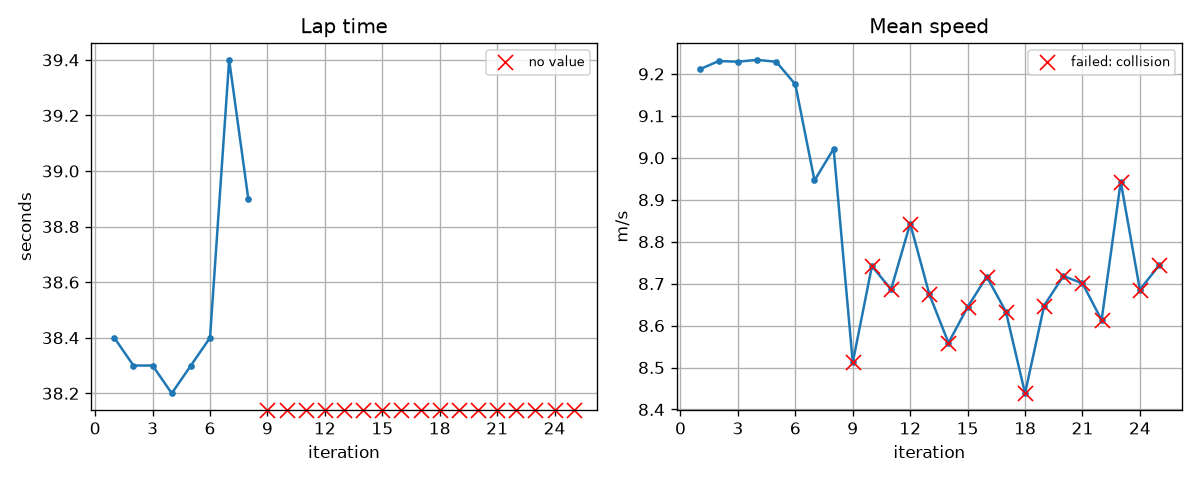 Lap time
39.4
39.2
39.0
38.8
38.6
38.4
38.2
seconds
no value
0 3 6 9 12 15 18 21 24
iteration
Mean speed
9.2
9.1
9.0
8.9
8.8
8.7
8.6
8.5
8.4
m/s
failed: collision
0 3 6 9 12 15 18 21 24
iteration